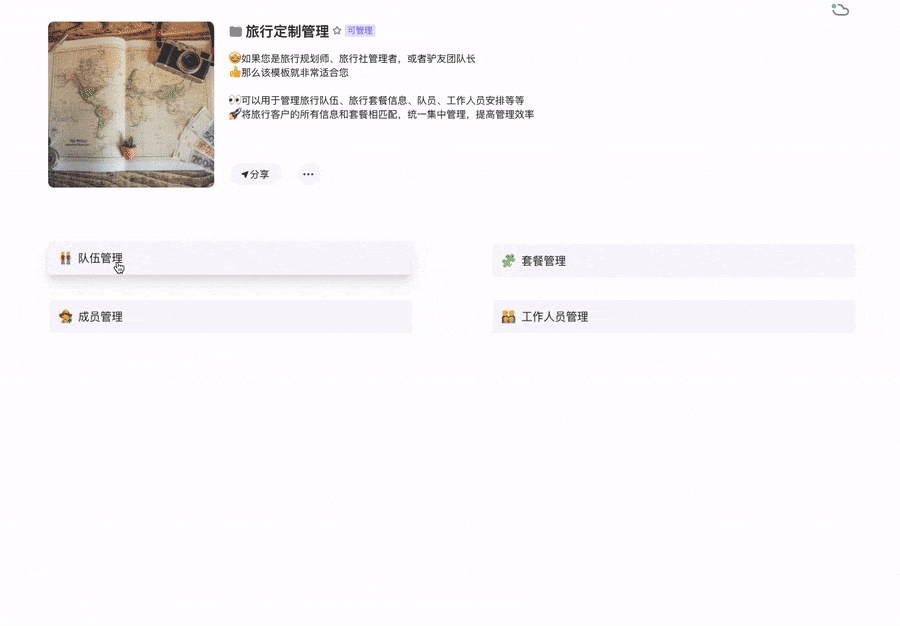 旅行定制管理 可管理
🤩如果您是旅行规划师、旅行社管理者，或者驴友团队长
👍那么该模板就非常适合您
👀可以用于管理旅行队伍、旅行套餐信息、队员、工作人员安排等等
🚀将旅行客户的所有信息和套餐相匹配，统一集中管理，提高管理效率
分享
队伍管理
套餐管理
成员管理
工作人员管理